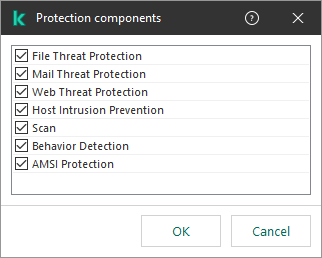 Protection components
File Threat Protection
Mail Threat Protection
Web Threat Protection
Host Intrusion Prevention
Scan
Behavior Detection
AMSI Protection
OK Cancel